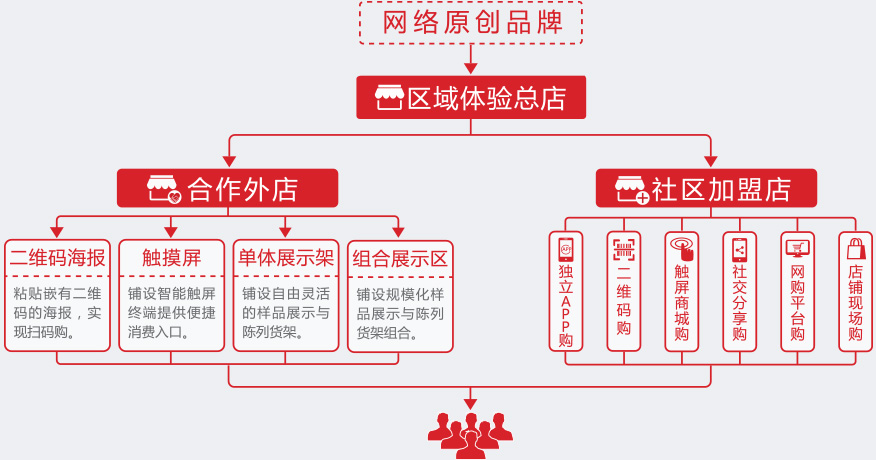 网络原创品牌
区域体验总店
合作外店
社区加盟店
二维码海报
粘贴嵌有二维
码的海报，实
现扫码购。
触摸屏
铺设智能触屏
终端提供便捷
消费入口。
单体展示架
铺设自由灵活
的样品展示与
陈列货架。
组合展示区
铺设规模化样
品展示与陈列
货架组合。
APP
独立APP购
二维码购
触屏商城购
社交分享购
网购平台购
店铺现场购